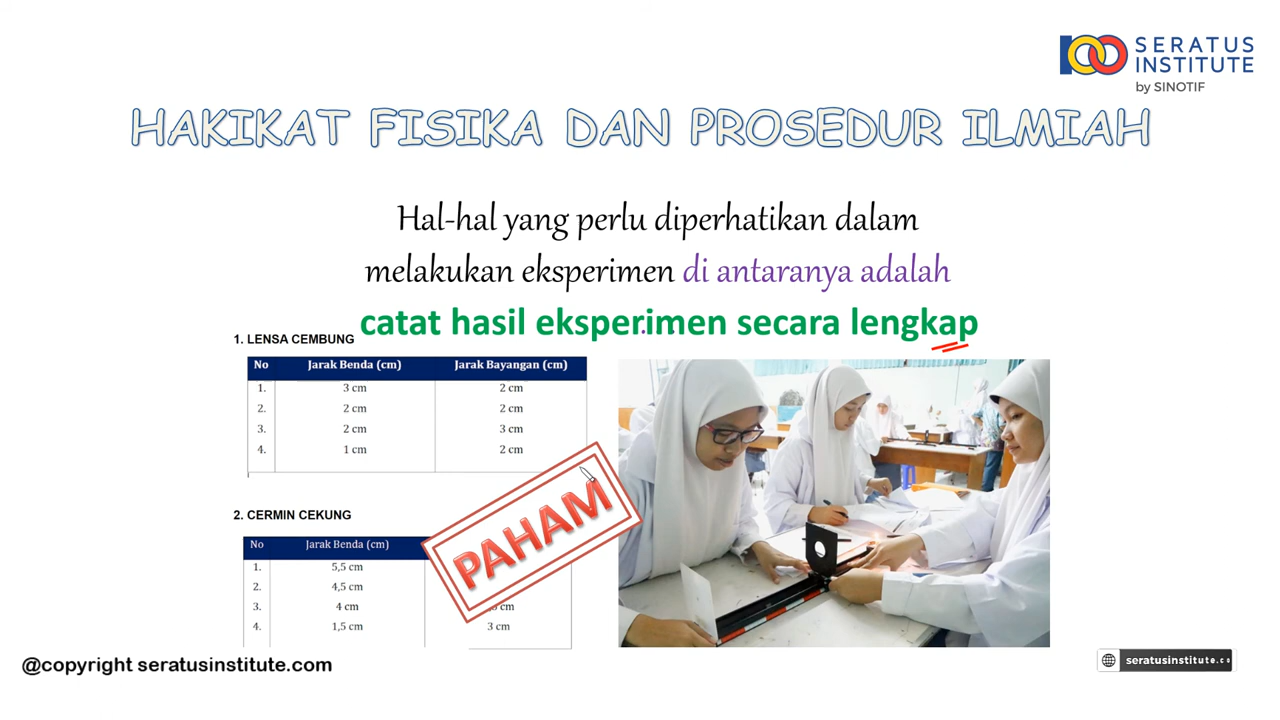 SERATUS
INSTITUTE
by SINOTIF
HAKIKAT FISIKA DAN PROSEDUR ILMIAH
Hal-hal yang perlu diperhatikan dalam
melakukan eksperimen di antaranya adalah
catat hasil eksperimen secara lengkap
1. LENSA CEMBUNG
No Jarak Benda (cm) Jarak Bayangan (cm)
1. 3 cm 2 cm
2. 2 cm 2 cm
3. 2 cm 3 cm
4. 1 cm 2 cm
PAHAM
2. CERMIN CEKUNG
No Jarak Benda (cm)
1. 5,5 cm
2. 4,5 cm
3. 4 cm cm
4. 1,5 cm 3 cm
@copyright seratusinstitute.com
seratusinstitute.co